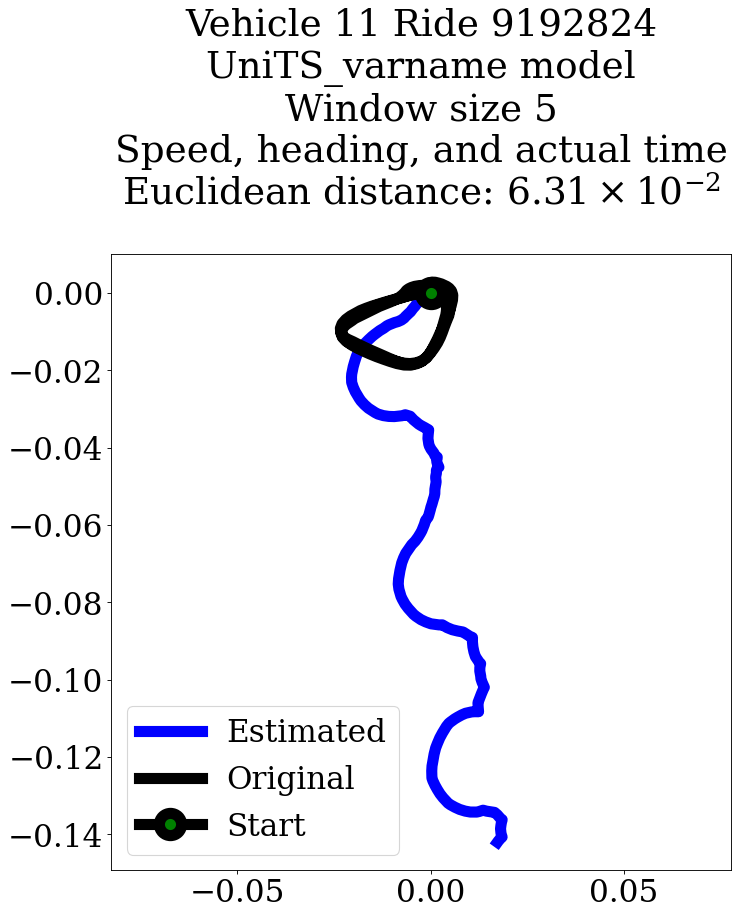 Vehicle 11 Ride 9192824
UniTS_varname model
Window size 5
Speed, heading, and actual time
Euclidean distance: 6.31 × 10⁻²
0.00
−0.02
−0.04
−0.06
−0.08
−0.10
−0.12
−0.14
Estimated
Original
Start
−0.05
0.00
0.05